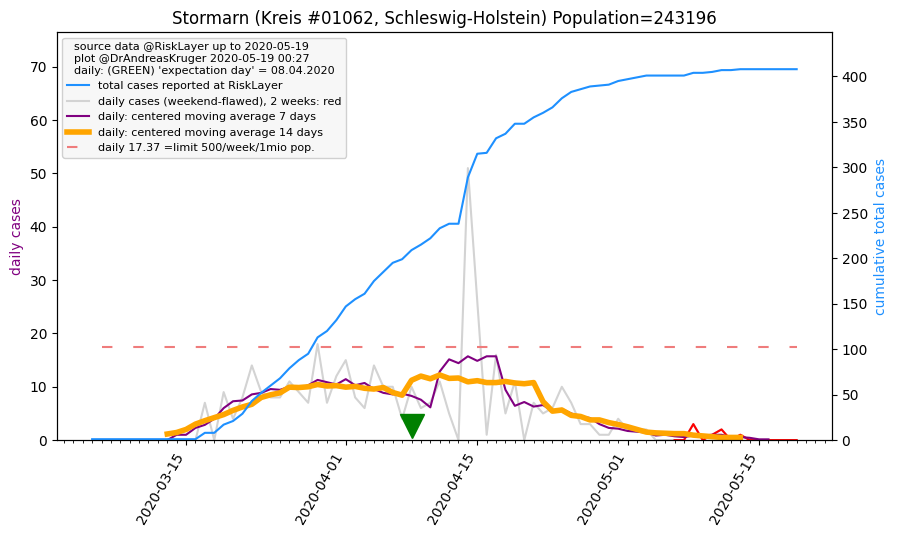 Stormarn (Kreis #01062, Schleswig-Holstein) Population=243196
source data @RiskLayer up to 2020-05-19
plot @DrAndreasKruger 2020-05-19 00:27
daily: (GREEN) 'expectation day' = 08.04.2020
total cases reported at RiskLayer
daily cases (weekend-flawed), 2 weeks: red
daily: centered moving average 7 days
daily: centered moving average 14 days
daily 17.37 =limit 500/week/1mio pop.
daily cases
70
60
50
40
30
20
10
0
cumulative total cases
400
350
300
250
200
150
100
50
0
2020-03-15
2020-04-01
2020-04-15
2020-05-01
2020-05-15